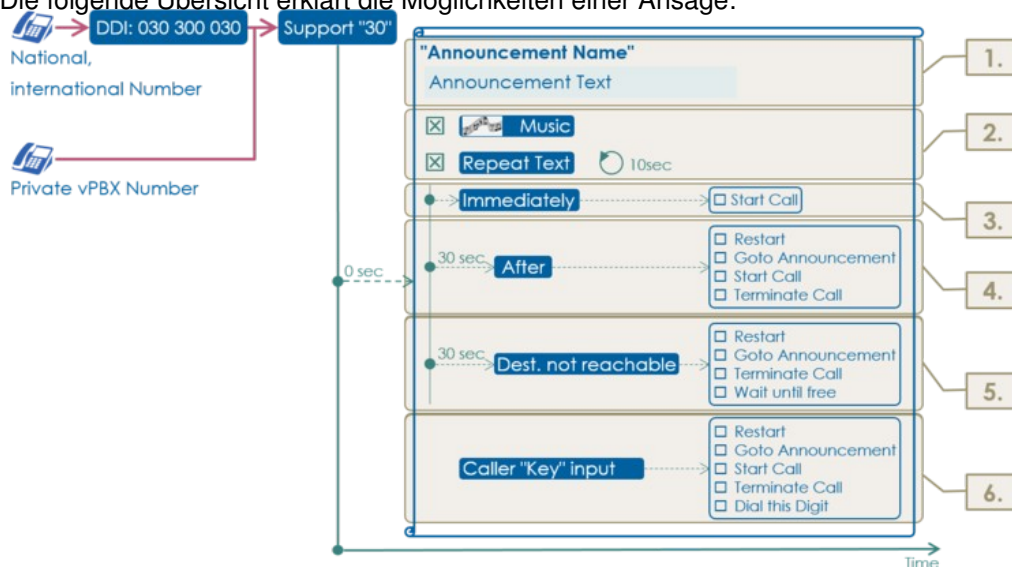 Die folgende Übersicht erklärt die Möglichkeiten einer Ansage:
DDI: 030 300 030
Support "30"
National,
international Number
Private vPBX Number
"Announcement Name"
Announcement Text
1.
Music
Repeat Text
10sec
2.
Immediately
Start Call
3.
0 sec
30 sec
After
Restart
Goto Announcement
Start Call
Terminate Call
4.
30 sec
Dest. not reachable
Restart
Goto Announcement
Terminate Call
Wait until free
5.
Caller "Key" input
Restart
Goto Announcement
Start Call
Terminate Call
Dial this Digit
6.
Time